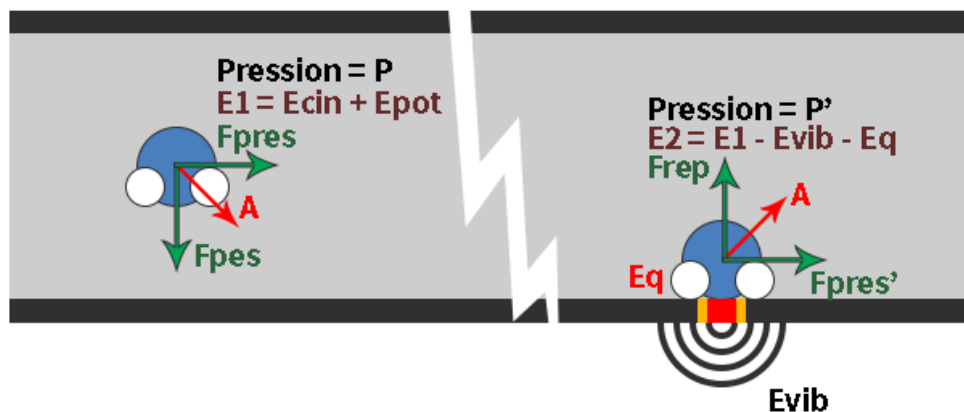 Pression = P
E1 = Ecin + Epot
Fpres
A
Fpes
Pression = P’
E2 = E1 - Evib - Eq
Frep
A
Eq
Fpres’
Evib